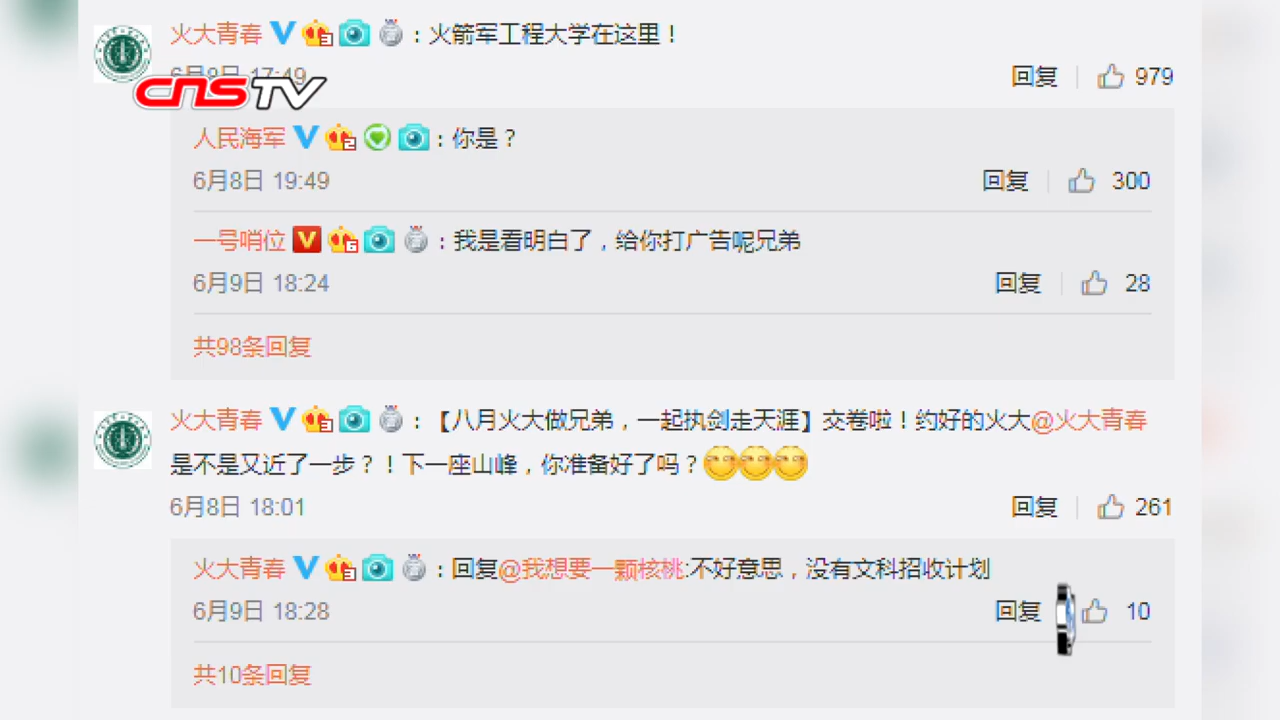 火大青春：火箭军工程大学在这里！
6月8日 17:49
回复 979
CNSTV
人民海军：你是？
6月8日 19:49 回复 300
一号哨位：我是看明白了，给你打广告呢兄弟
6月9日 18:24 回复 28
共98条回复
火大青春：【八月火大做兄弟，一起执剑走天涯】交卷啦！约好的火大@火大青春
是不是又近了一步？！下一座山峰，你准备好了吗？
6月8日 18:01 回复 261
火大青春：回复@我想要一颗核桃:不好意思，没有文科招收计划
6月9日 18:28 回复 10
共10条回复